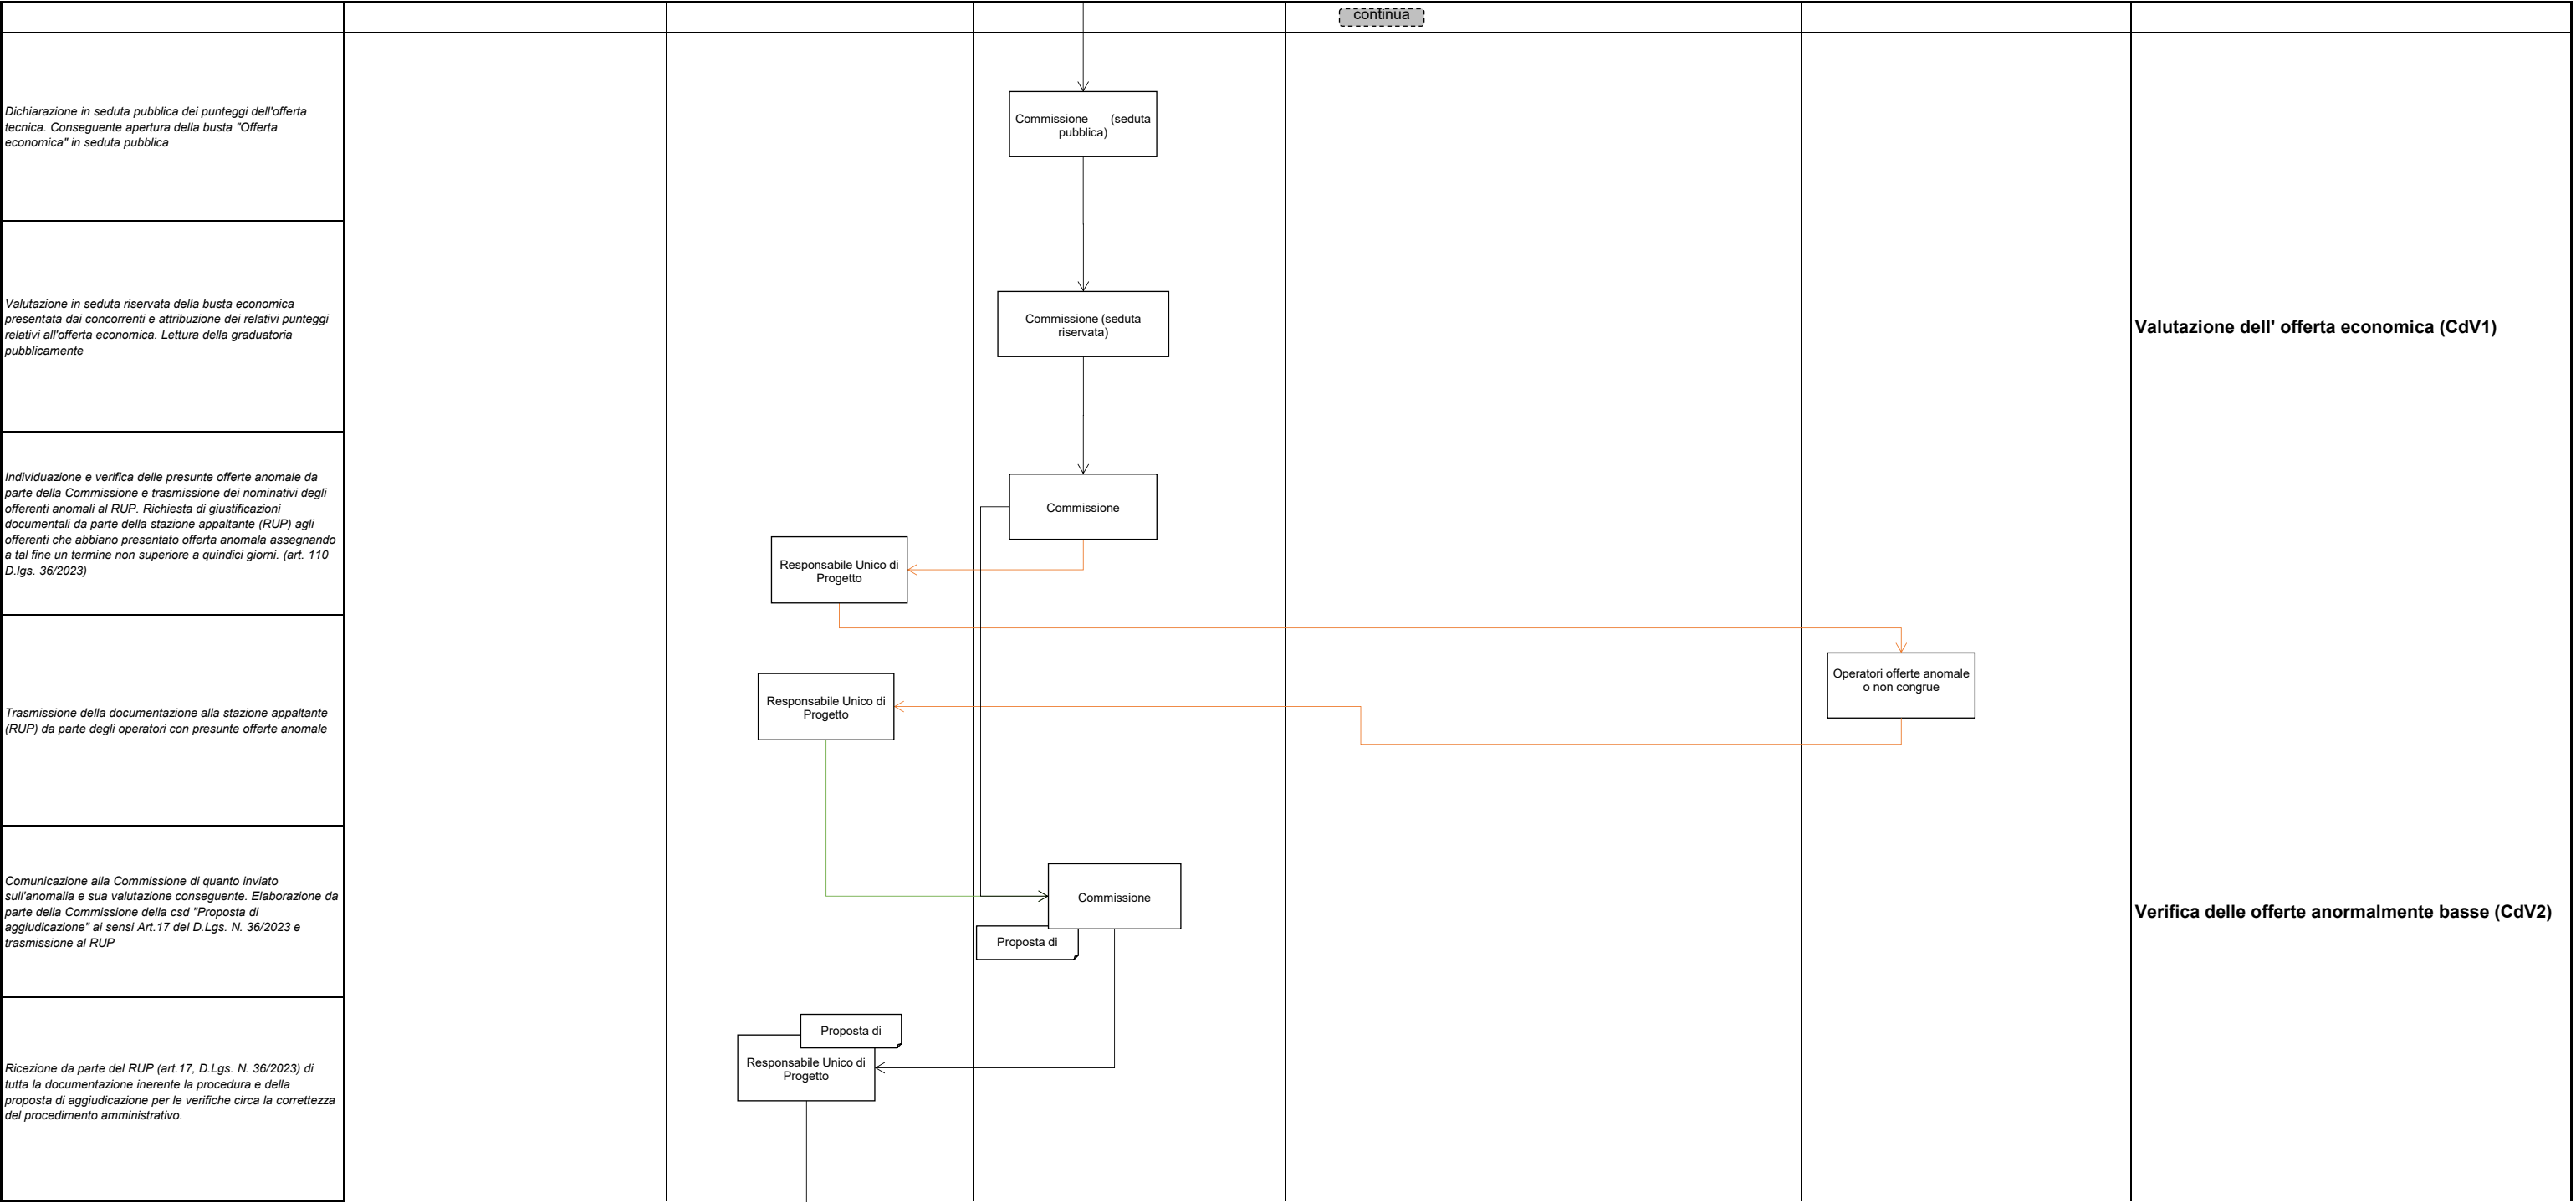 continua
Dichiarazione in seduta pubblica dei punteggi dell'offerta
tecnica. Conseguente apertura della busta "Offerta
economica" in seduta pubblica
Commissione (seduta
pubblica)
Valutazione in seduta riservata della busta economica
presentata dai concorrenti e attribuzione dei relativi punteggi
relativi all'offerta economica. Lettura della graduatoria
pubblicamente
Commissione (seduta
riservata)
Valutazione dell' offerta economica (CdV1)
Individuazione e verifica delle presunte offerte anomale da
parte della Commissione e trasmissione dei nominativi degli
offerenti anomali al RUP. Richiesta di giustificazioni
documentali da parte della stazione appaltante (RUP) agli
offerenti che abbiano presentato offerta anomala assegnando
a tal fine un termine non superiore a quindici giorni. (art. 110
D.lgs. 36/2023)
Commissione
Responsabile Unico di
Progetto
Operatori offerte anomale
o non congrue
Trasmissione della documentazione alla stazione appaltante
(RUP) da parte degli operatori con presunte offerte anomale
Responsabile Unico di
Progetto
Comunicazione alla Commissione di quanto inviato
sull'anomalia e sua valutazione conseguente. Elaborazione da
parte della Commissione della csd "Proposta di
aggiudicazione" ai sensi Art.17 del D.Lgs. N. 36/2023 e
trasmissione al RUP
Commissione
Proposta di
Verifica delle offerte anormalmente basse (CdV2)
Ricezione da parte del RUP (art.17, D.Lgs. N. 36/2023) di
tutta la documentazione inerente la procedura e della
proposta di aggiudicazione per le verifiche circa la correttezza
del procedimento amministrativo.
Proposta di
Responsabile Unico di
Progetto